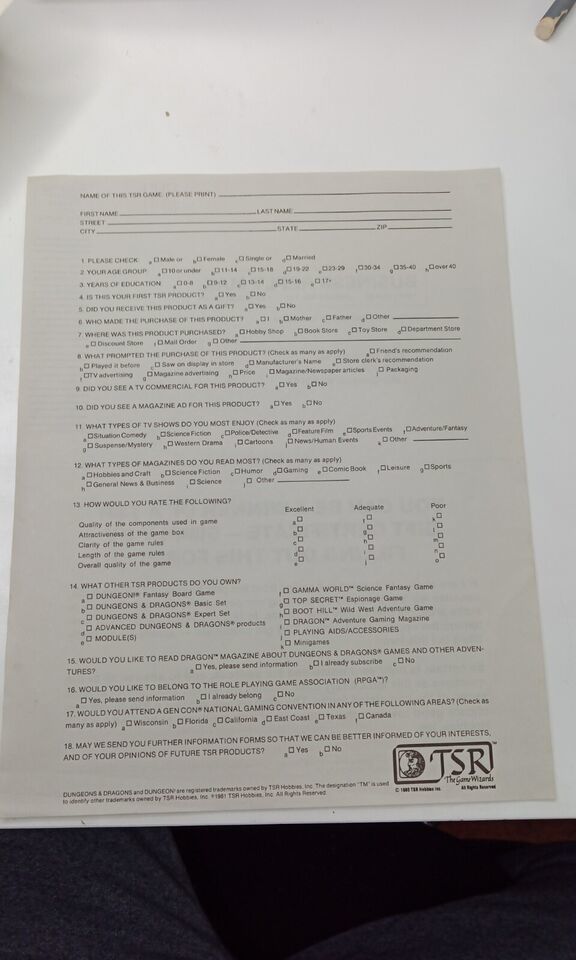 NAME OF THIS TSR GAME: (PLEASE PRINT)
FIRST NAME LAST NAME
STREET
CITY STATE ZIP
1. PLEASE CHECK: a□ Male or b□ Female c□ Single or d□ Married
2. YOUR AGE GROUP a□ 10 or under b□ 11-14 c□ 15-18 d□ 19-22 e□ 23-29 f□ 30-34 g□ 35-40 e□ over 40
3. YEARS OF EDUCATION a□ 0-8 b□ 9-12 c□ 13-14 d□ 15-16 e□ 17+
4. IS THIS YOUR FIRST TSR PRODUCT? a□ Yes b□ No
5. DID YOU RECEIVE THIS PRODUCT AS A GIFT? a□ Yes b□ No
6. WHO MADE THE PURCHASE OF THIS PRODUCT? a□ I b□ Mother c□ Father d□ Other
7. WHERE WAS THIS PRODUCT PURCHASED? a□ Hobby Shop b□ Book Store c□ Toy Store d□ Department Store
e□ Discount Store f□ Mail Order g□ Other
8. WHAT PROMPTED THE PURCHASE OF THIS PRODUCT? (Check as many as apply) a□ Friend's recommendation
b□ Played it before c□ Saw on display in store d□ Manufacturer's Name e□ Store clerk's recommendation
f□ TV advertising g□ Magazine advertising h□ Price i□ Magazine/Newspaper articles j□ Packaging
9. DID YOU SEE A TV COMMERCIAL FOR THIS PRODUCT? a□ Yes b□ No
10. DID YOU SEE A MAGAZINE AD FOR THIS PRODUCT? a□ Yes b□ No
11. WHAT TYPES OF TV SHOWS DO YOU MOST ENJOY (Check as many as apply)
a□ Situation Comedy b□ Science Fiction c□ Police/Detective d□ Feature Film e□ Sports Events f□ Adventure/Fantasy
g□ Suspense/Mystery h□ Western Drama i□ Cartoons j□ News/Human Events k□ Other
12. WHAT TYPES OF MAGAZINES DO YOU READ MOST? (Check as many as apply)
a□ Hobbies and Craft b□ Science Fiction c□ Humor d□ Gaming e□ Comic Book f□ Leisure g□ Sports
h□ General News & Business i□ Science j□ Other
13. HOW WOULD YOU RATE THE FOLLOWING?
Excellent Adequate Poor
Quality of the components used in game a□ f□ k□
Attractiveness of the game box b□ g□ l□
Clarity of the game rules c□ h□ m□
Length of the game rules d□ i□ n□
Overall quality of the game e□ j□ o□
14. WHAT OTHER TSR PRODUCTS DO YOU OWN?
a□ DUNGEON!® Fantasy Board Game f□ GAMMA WORLD™ Science Fantasy Game
b□ DUNGEONS & DRAGONS® Basic Set g□ TOP SECRET™ Espionage Game
c□ DUNGEONS & DRAGONS® Expert Set h□ BOOT HILL™ Wild West Adventure Game
d□ ADVANCED DUNGEONS & DRAGONS® products i□ DRAGON™ Adventure Gaming Magazine
e□ MODULE(S) j□ PLAYING AIDS/ACCESSORIES
k□ Minigames
15. WOULD YOU LIKE TO READ DRAGON™ MAGAZINE ABOUT DUNGEONS & DRAGONS® GAMES AND OTHER ADVEN-
TURES? a□ Yes, please send information b□ I already subscribe c□ No
16. WOULD YOU LIKE TO BELONG TO THE ROLE PLAYING GAME ASSOCIATION (RPGA™)?
a□ Yes, please send information b□ I already belong c□ No
17. WOULD YOU ATTEND A GEN CON® NATIONAL GAMING CONVENTION IN ANY OF THE FOLLOWING AREAS? (Check as
many as apply) a□ Wisconsin b□ Florida c□ California d□ East Coast e□ Texas f□ Canada
18. MAY WE SEND YOU FURTHER INFORMATION FORMS SO THAT WE CAN BE BETTER INFORMED OF YOUR INTERESTS,
AND OF YOUR OPINIONS OF FUTURE TSR PRODUCTS? a□ Yes b□ No
TSR
The Game Wizards
© 1980 TSR Hobbies Inc. All Rights Reserved
DUNGEONS & DRAGONS and DUNGEON! are registered trademarks owned by TSR Hobbies, Inc. The designation "TM" is used
to identify other trademarks owned by TSR Hobbies, Inc. ©1981 TSR Hobbies, Inc. All Rights Reserved.